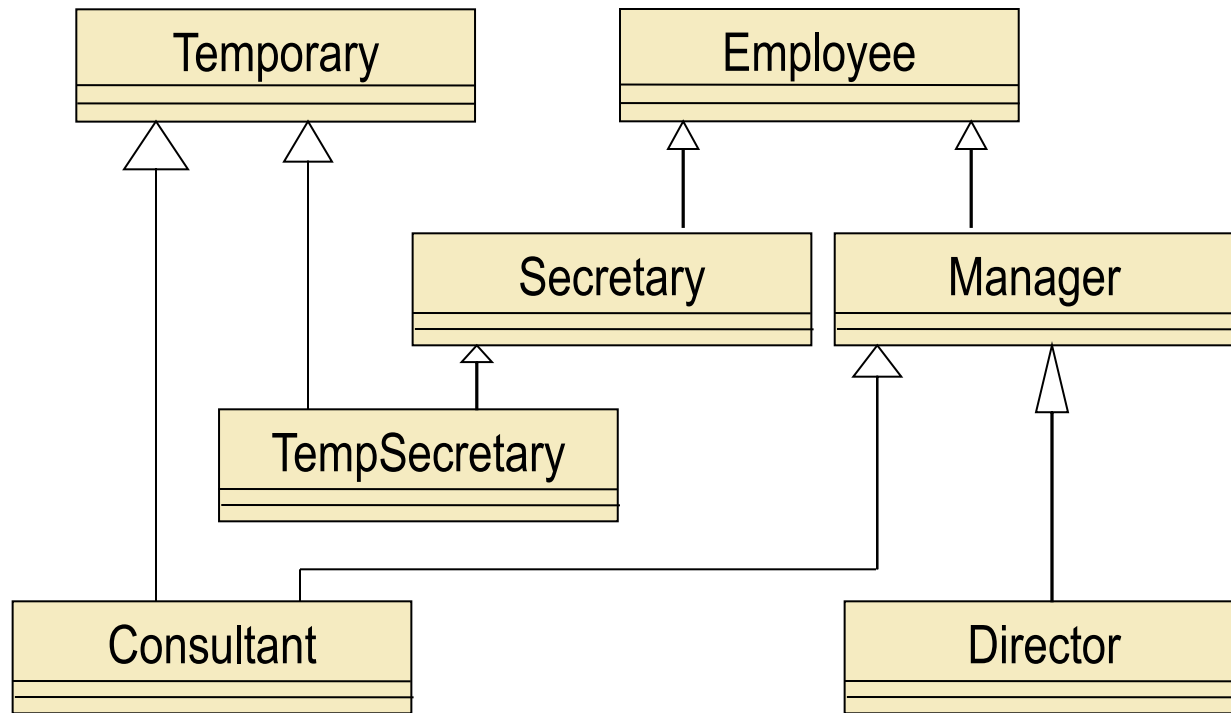 Temporary
Employee
Secretary
Manager
TempSecretary
Consultant
Director